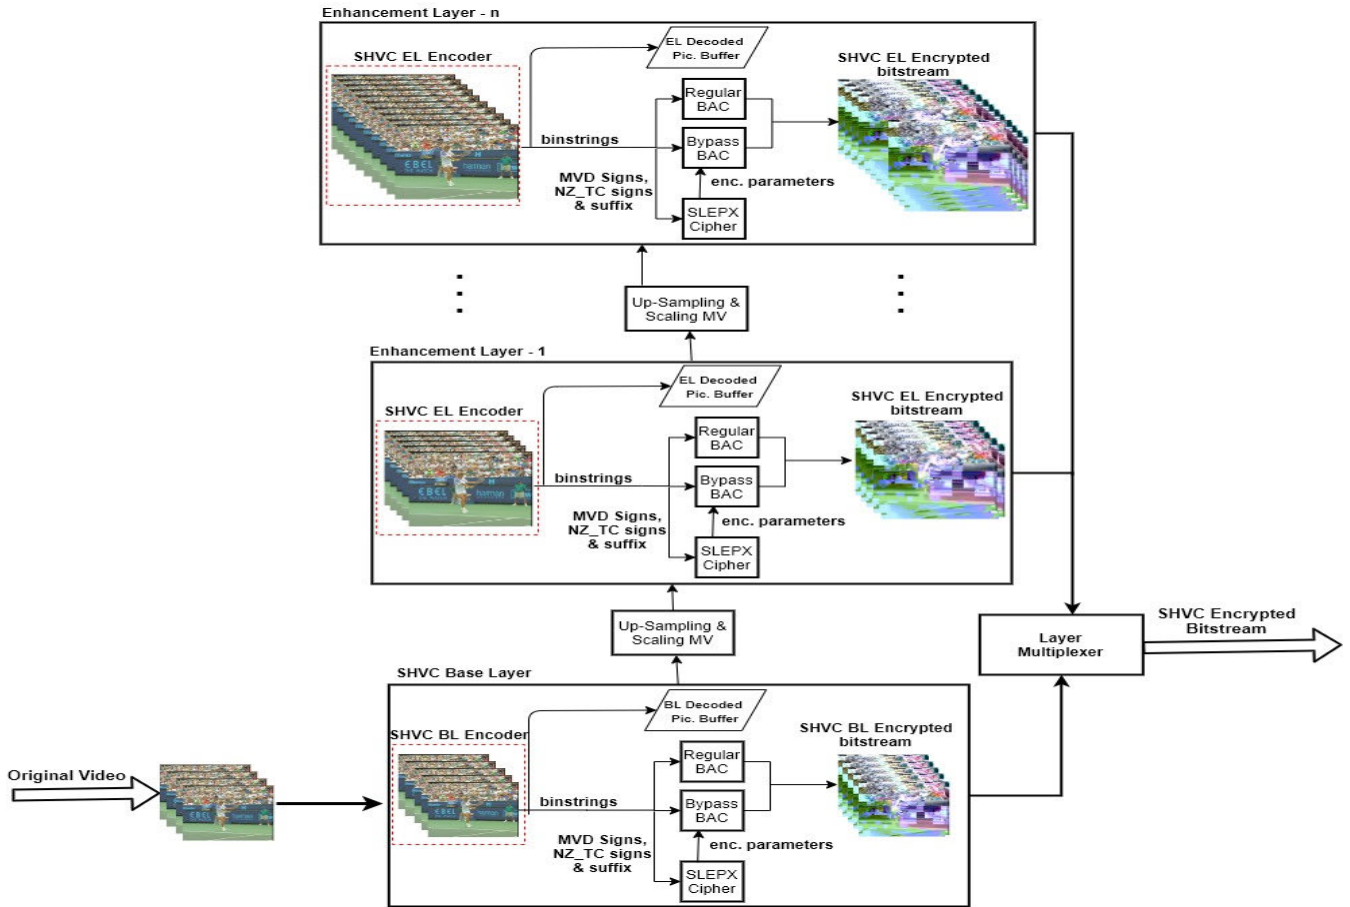 Enhancement Layer - n
SHVC EL Encoder
EL Decoded
Pic. Buffer
SHVC EL Encrypted
bitstream
Regular
BAC
binstrings
Bypass
BAC
MVD Signs,
NZ_TC signs
& suffix
enc. parameters
SLEPX
Cipher
EBEL
Up-Sampling &
Scaling MV
Enhancement Layer - 1
SHVC EL Encoder
EL Decoded
Pic. Buffer
SHVC EL Encrypted
bitstream
Regular
BAC
binstrings
Bypass
BAC
MVD Signs,
NZ_TC signs
& suffix
enc. parameters
SLEPX
Cipher
EBEL
Up-Sampling &
Scaling MV
Layer
Multiplexer
SHVC Encrypted
Bitstream
SHVC Base Layer
SHVC BL Encoder
BL Decoded
Pic. Buffer
SHVC BL Encrypted
bitstream
Original Video
Regular
BAC
binstrings
Bypass
BAC
MVD Signs,
NZ_TC signs
& suffix
enc. parameters
SLEPX
Cipher